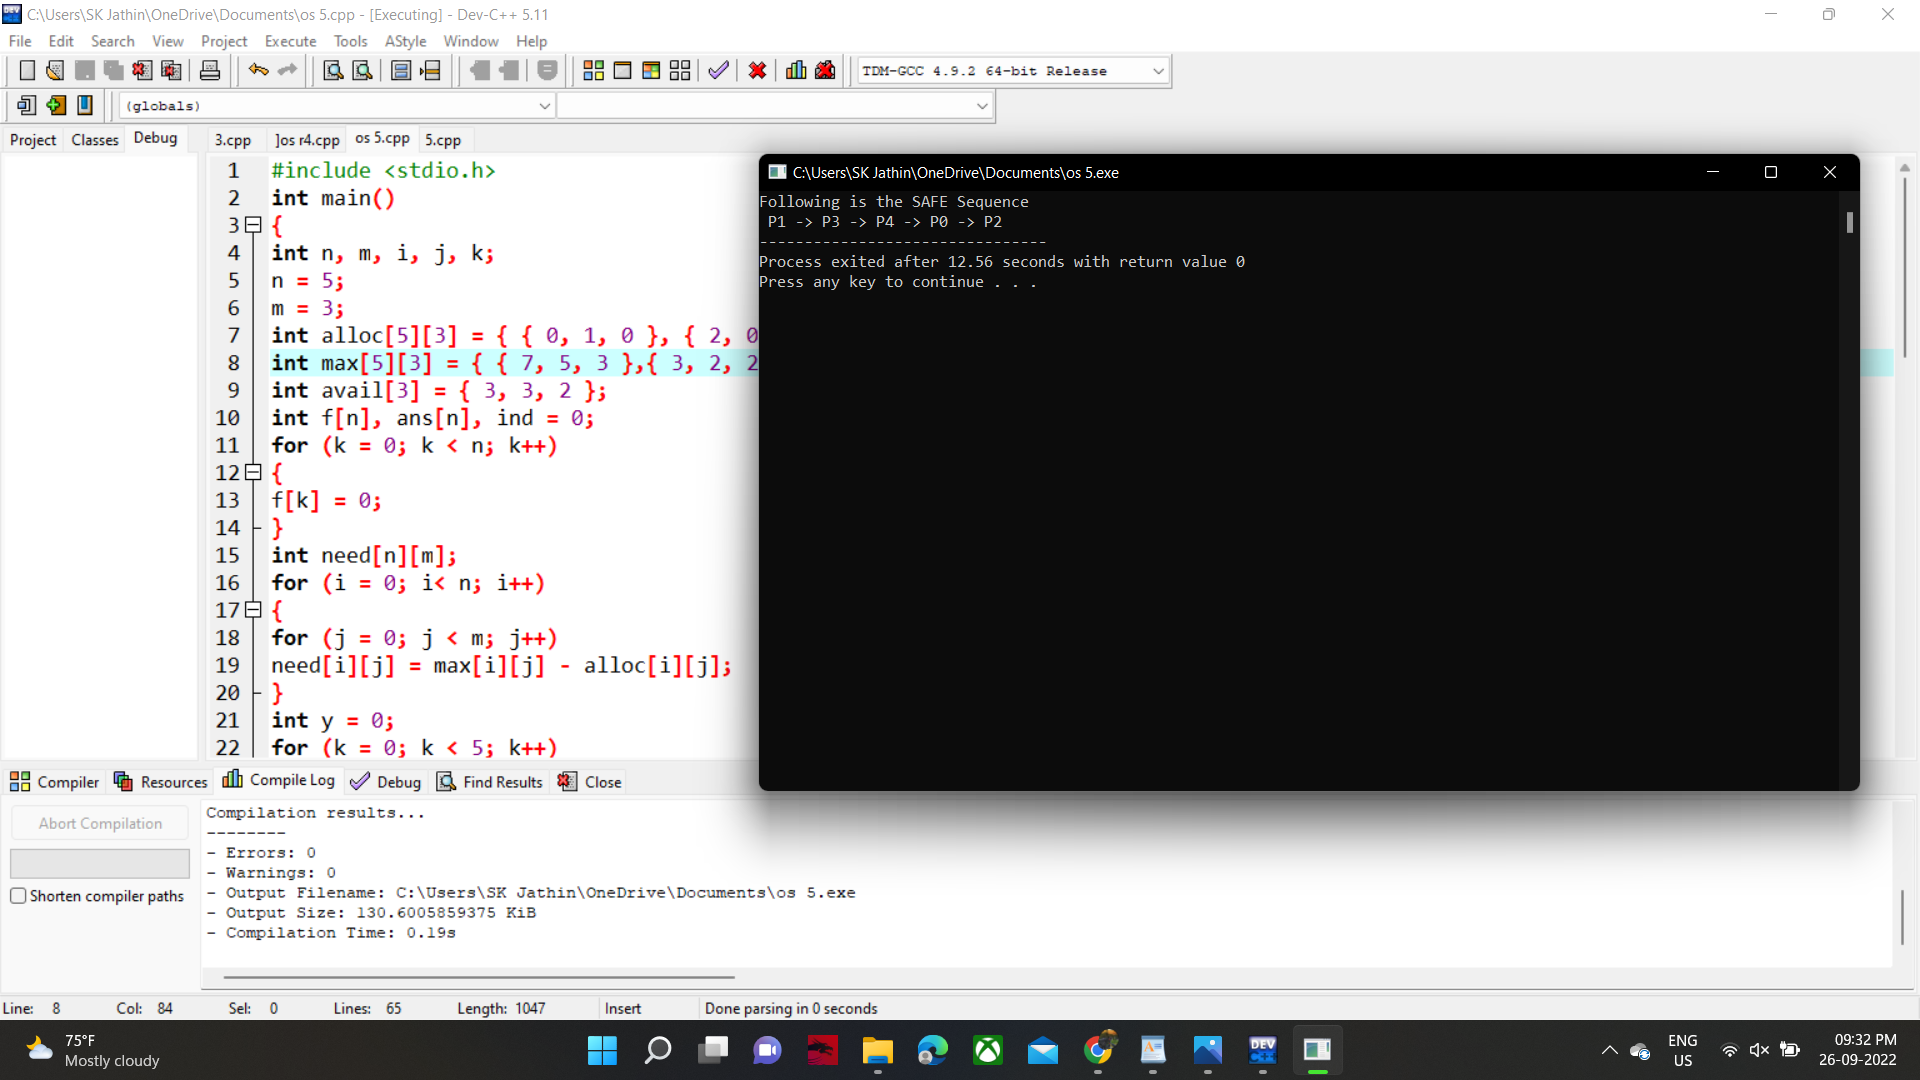 C:\Users\SK Jathin\OneDrive\Documents\os 5.cpp - [Executing] - Dev-C++ 5.11
File Edit Search View Project Execute Tools AStyle Window Help
TDM-GCC 4.9.2 64-bit Release
(globals)
Project Classes Debug 3.cpp ]os r4.cpp os 5.cpp 5.cpp
1 #include <stdio.h>
2 int main()
3 {
4 int n, m, i, j, k;
5 n = 5;
6 m = 3;
7 int alloc[5][3] = { { 0, 1, 0 }, { 2, 0
8 int max[5][3] = { { 7, 5, 3 },{ 3, 2, 2
9 int avail[3] = { 3, 3, 2 };
10 int f[n], ans[n], ind = 0;
11 for (k = 0; k < n; k++)
12 {
13 f[k] = 0;
14 }
15 int need[n][m];
16 for (i = 0; i< n; i++)
17 {
18 for (j = 0; j < m; j++)
19 need[i][j] = max[i][j] - alloc[i][j];
20 }
21 int y = 0;
22 for (k = 0; k < 5; k++)
C:\Users\SK Jathin\OneDrive\Documents\os 5.exe
Following is the SAFE Sequence
P1 -> P3 -> P4 -> P0 -> P2
--------------------------------
Process exited after 12.56 seconds with return value 0
Press any key to continue . . .
Compiler Resources Compile Log Debug Find Results Close
Abort Compilation
Shorten compiler paths
Compilation results...
--------
- Errors: 0
- Warnings: 0
- Output Filename: C:\Users\SK Jathin\OneDrive\Documents\os 5.exe
- Output Size: 130.6005859375 KiB
- Compilation Time: 0.19s
Line: 8 Col: 84 Sel: 0 Lines: 65 Length: 1047 Insert Done parsing in 0 seconds
75°F
Mostly cloudy
DEV C++
ENG
US
09:32 PM
26-09-2022